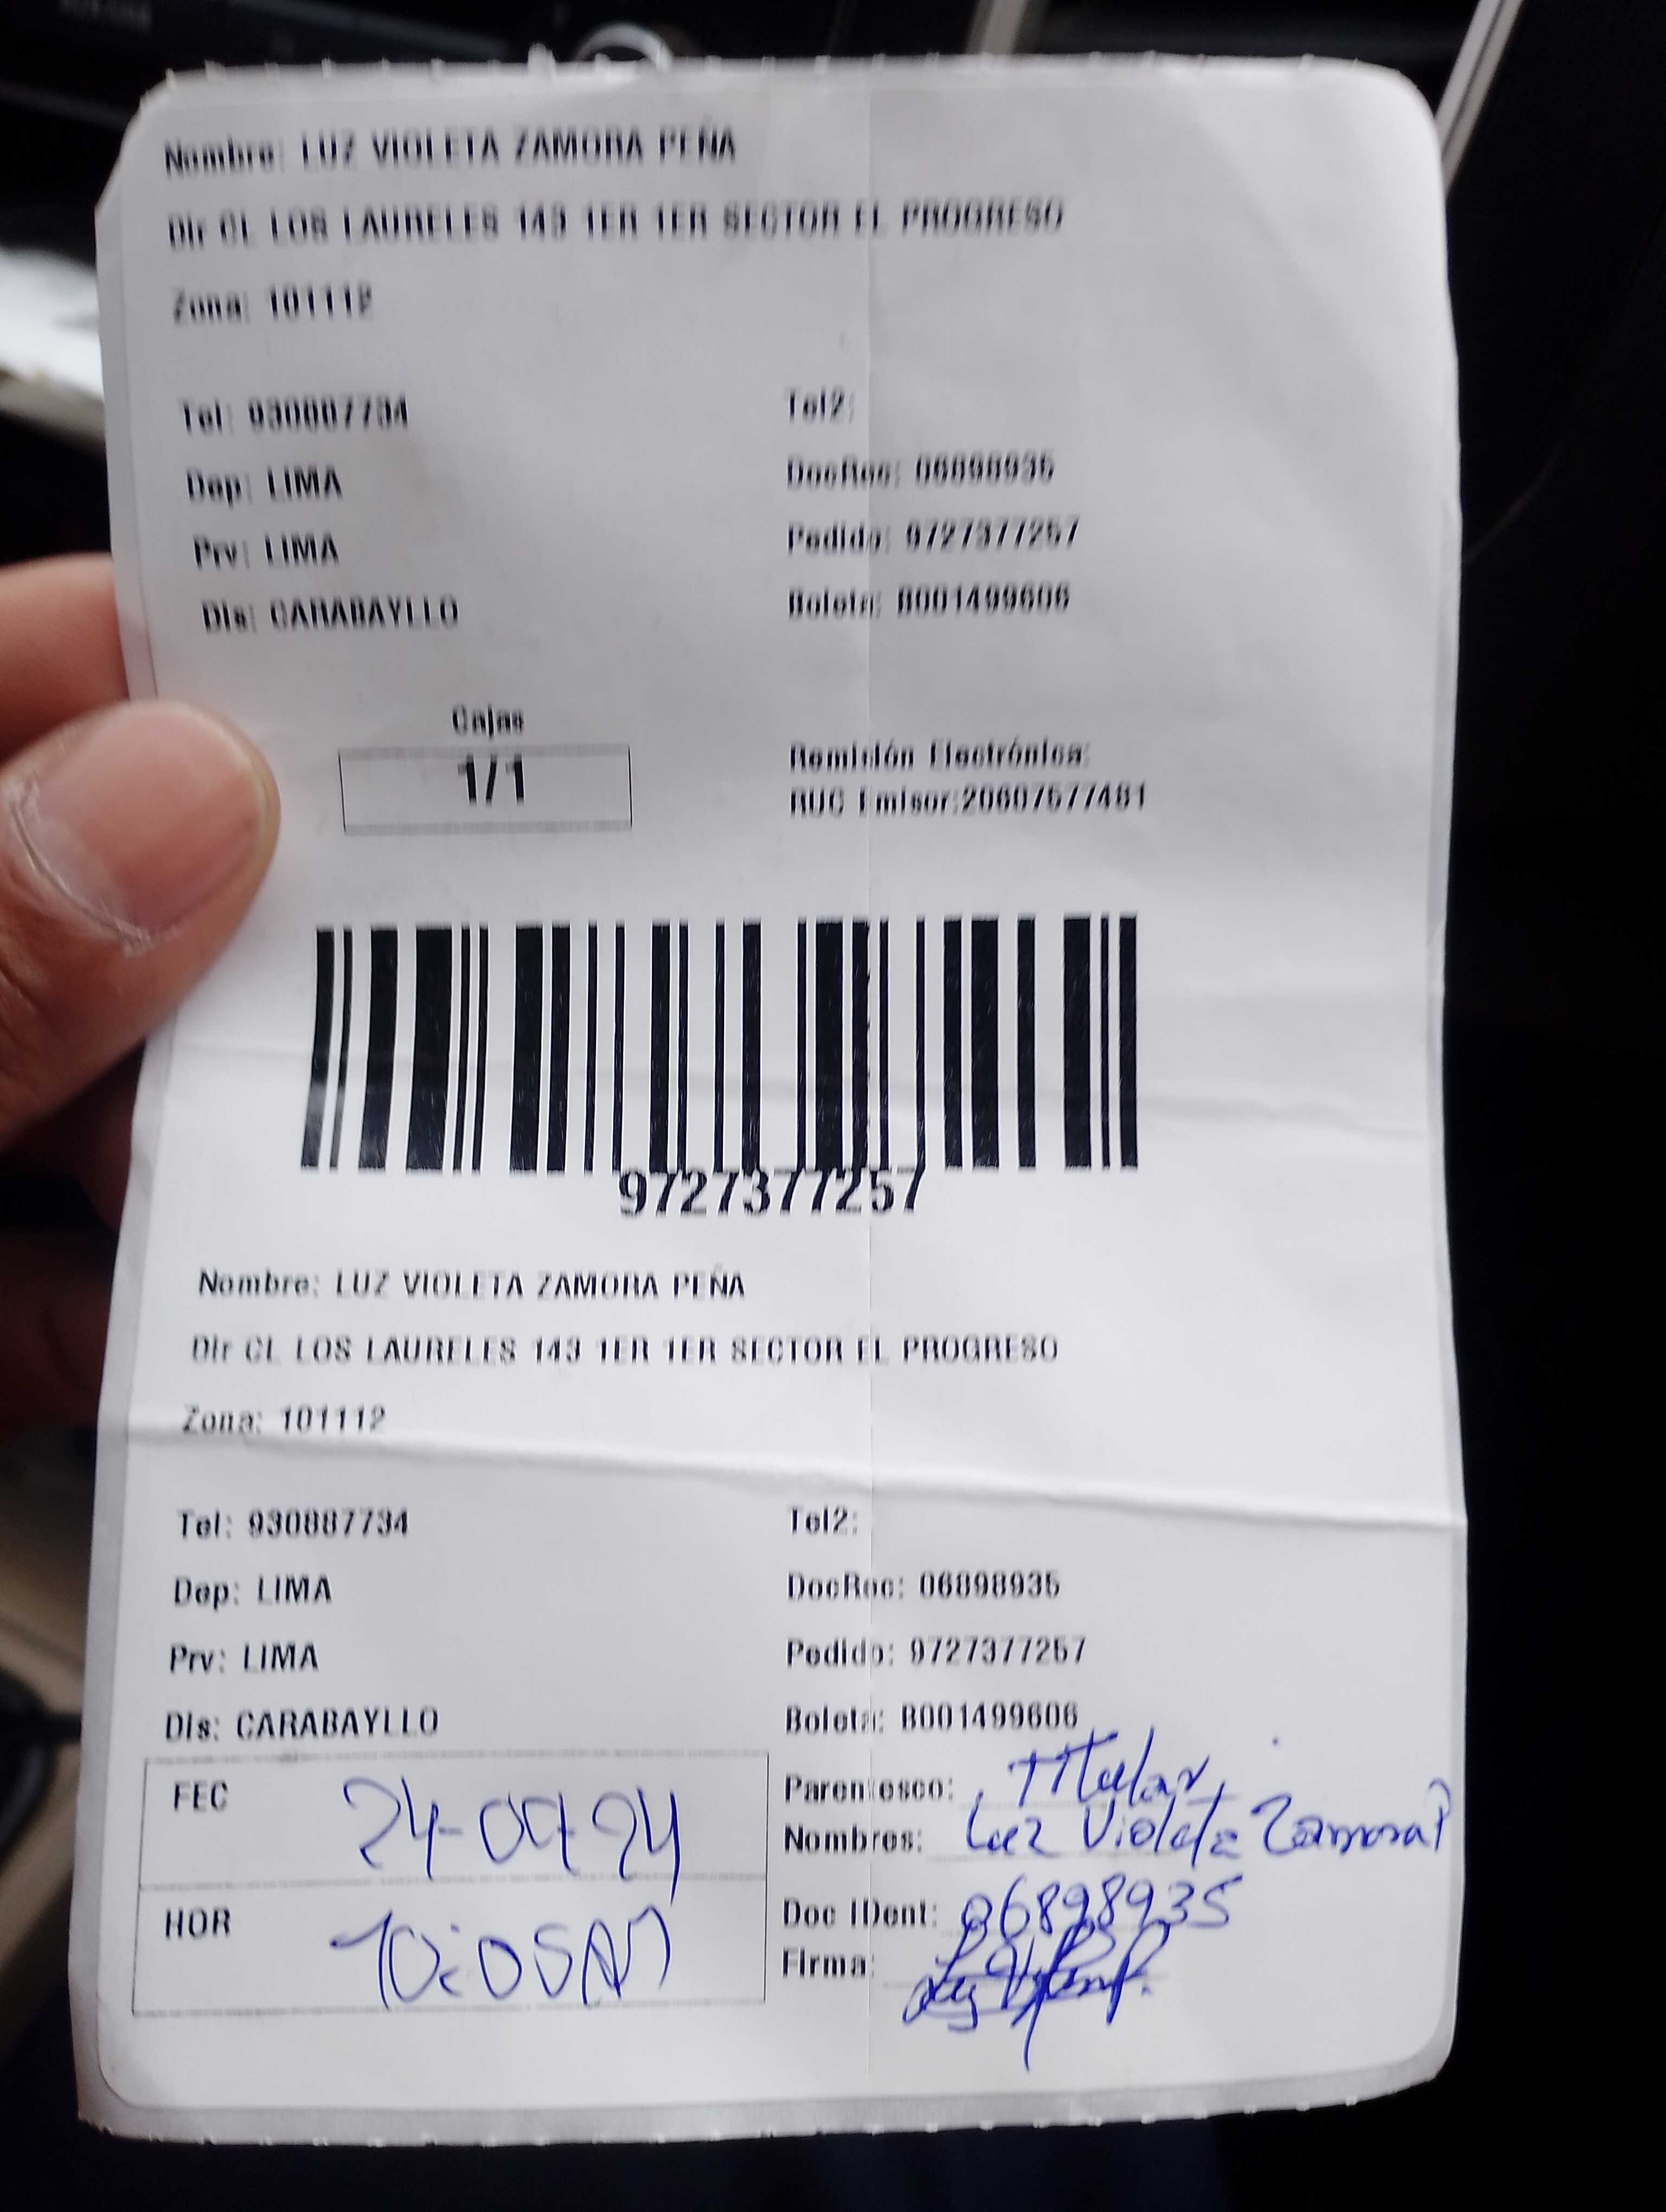 Nombre: LUZ VIOLETA ZAMORA PEÑA
Dir CL LOS LAURELES 143 1ER 1ER SECTOR EL PROGRESO
Zona: 101112
Tel: 930887734 Tel2:
Dep: LIMA DocRec: 06898935
Prv: LIMA Pedido: 9727377257
Dis: CARABAYLLO Boleta: B001499606
Cajas
1/1
Remisión Electrónica:
RUC Emisor:20607577481
9727377257
Nombre: LUZ VIOLETA ZAMORA PEÑA
Dir CL LOS LAURELES 143 1ER 1ER SECTOR EL PROGRESO
Zona: 101112
Tel: 930887734 Tel2:
Dep: LIMA DocRec: 06898935
Prv: LIMA Pedido: 9727377257
Dis: CARABAYLLO Boleta: B001499606
FEC 24-09-24 Parentesco: Titular
Nombres: Luz Violeta Zamora P
HOR 10:05AM Doc IDent: 06898935
Firma: